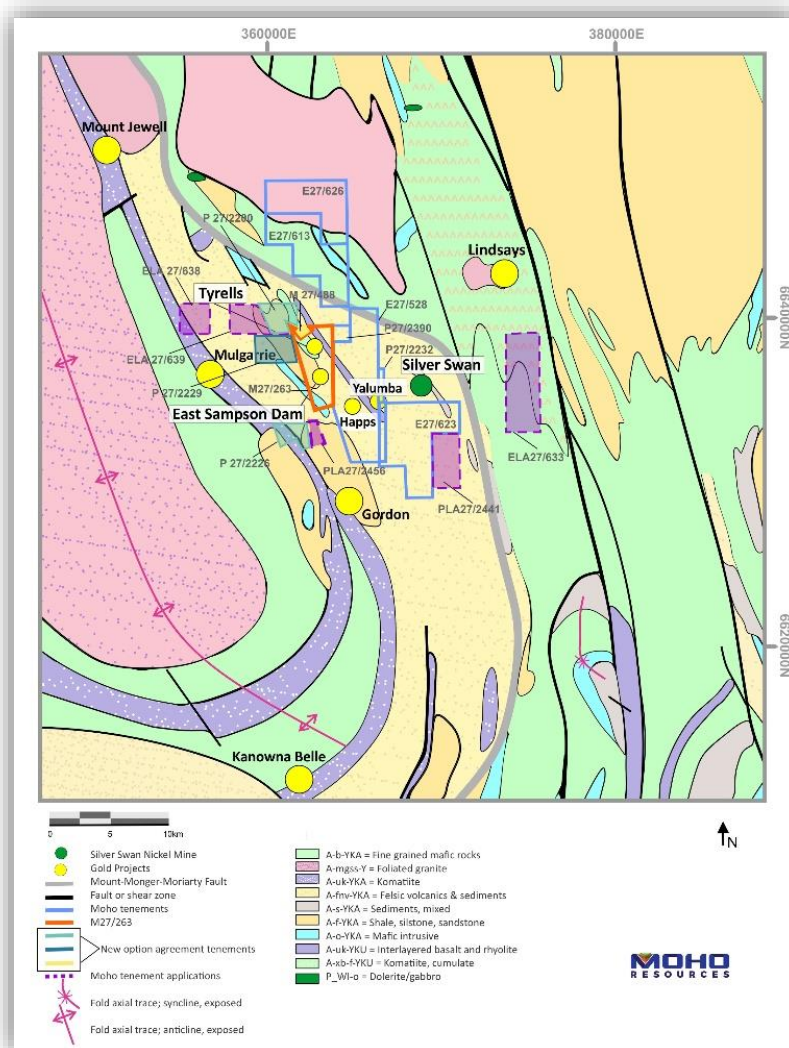 360000E
380000E
Mount Jewell
E27/626
P 27/2200
E27/613
Lindsays
ELA 27/638
Tyrells
M 27/488
E27/528
6640000N
P27/2390
ELA 27/639
Mulgarrie
P27/2232
Silver Swan
P 27/2229
M27/263
Yalumba
East Sampson Dam
Happs
E27/623
P 27/2226
PLA27/2456
ELA27/633
PLA27/2441
Gordon
6620000N
Kanowna Belle
0 5 10km
N
Silver Swan Nickel Mine
Gold Projects
Mount-Monger-Moriarty Fault
Fault or shear zone
Moho tenements
M27/263
New option agreement tenements
Moho tenement applications
Fold axial trace; syncline, exposed
Fold axial trace; anticline, exposed
A-b-YKA = Fine grained mafic rocks
A-mgss-Y = Foliated granite
A-uk-YKA = Komatite
A-fnv-YKA = Felsic volcanics & sediments
A-s-YKA = Sediments, mixed
A-f-YKA = Shale, silstone, sandstone
A-o-YKA = Mafic intrusive
A-uk-YKU = Interlayered basalt and rhyolite
A-xb-f-YKU = Komatiite, cumulate
P_WI-o = Dolerite/gabbro
MOHO
RESOURCES